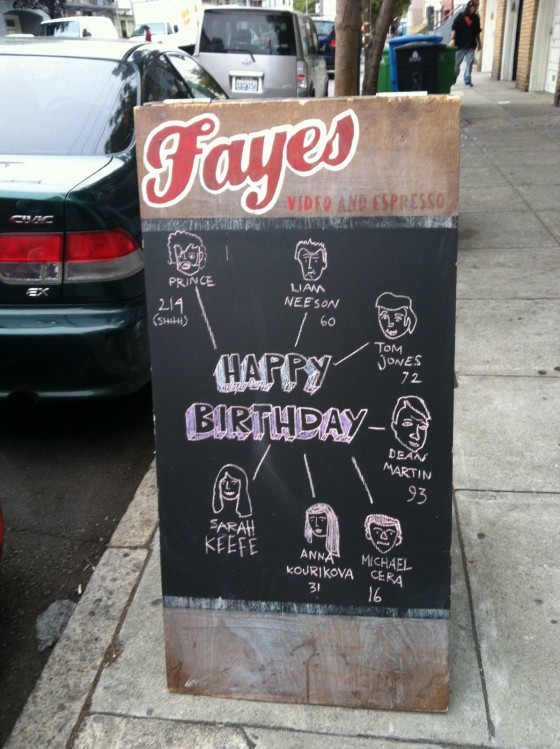 Fayes
VIDEO AND ESPRESSO
PRINCE
214
(SHHH)
LIAM
NEESON
60
TOM
JONES
72
HAPPY
BIRTHDAY
DEAN
MARTIN
93
SARAH
KEEFE
ANNA
KOURIKOVA
31
MICHAEL
CERA
16
CIVIC
EX